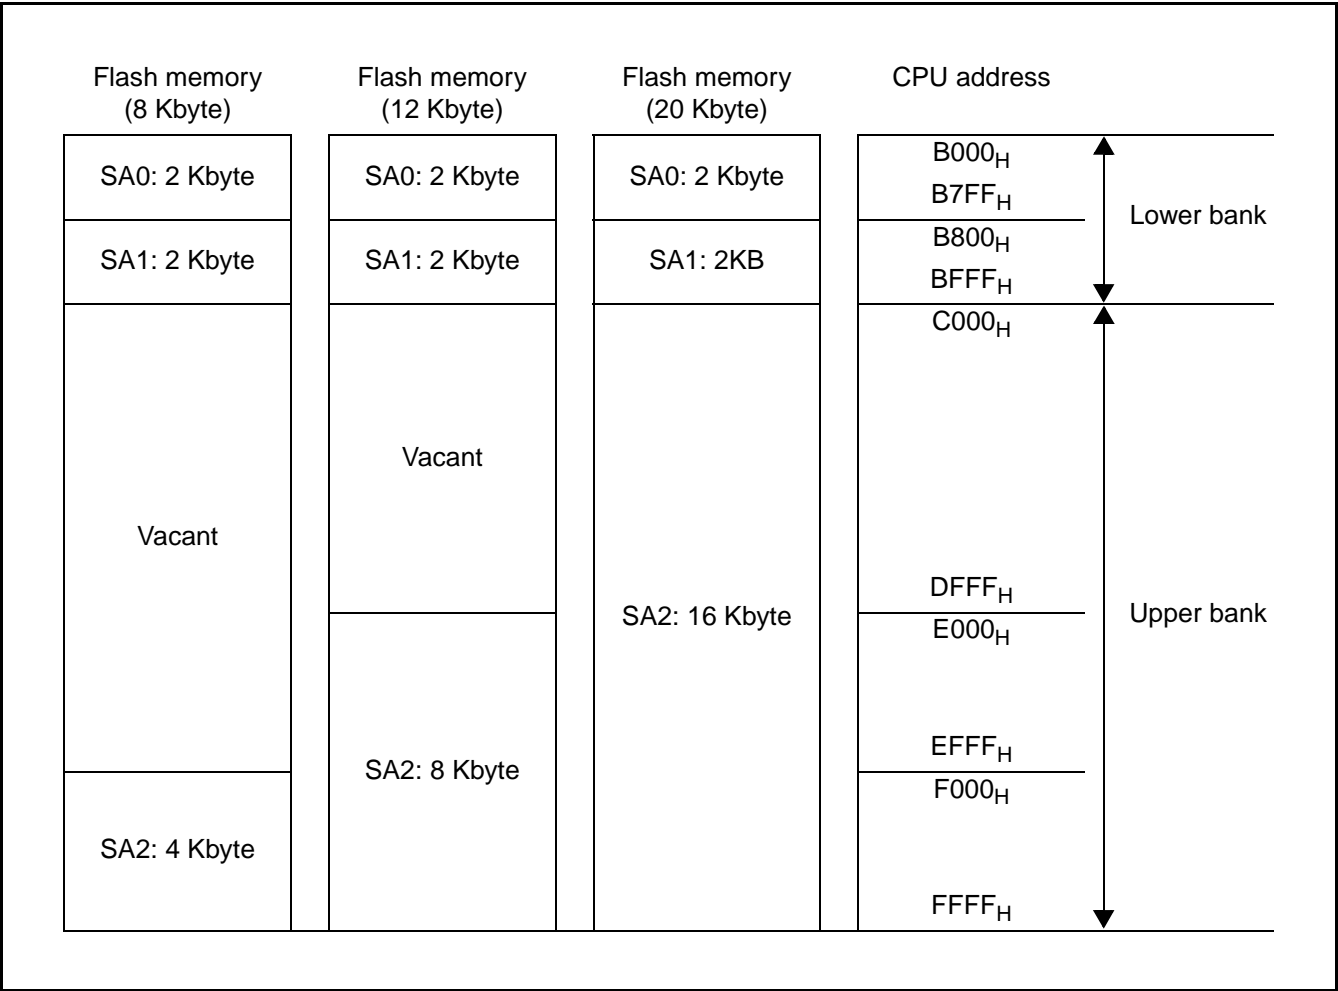 Flash memory
(8 Kbyte)
Flash memory
(12 Kbyte)
Flash memory
(20 Kbyte)
CPU address
SA0: 2 Kbyte
SA0: 2 Kbyte
SA0: 2 Kbyte
B000H
B7FFH
Lower bank
SA1: 2 Kbyte
SA1: 2 Kbyte
SA1: 2KB
B800H
BFFFH
C000H
Vacant
Vacant
DFFFH
SA2: 16 Kbyte
Upper bank
E000H
EFFFH
SA2: 8 Kbyte
F000H
SA2: 4 Kbyte
FFFFH